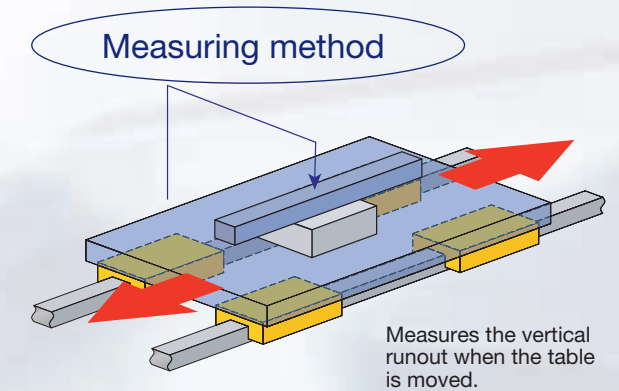 Measuring method
Measures the vertical
runout when the table
is moved.